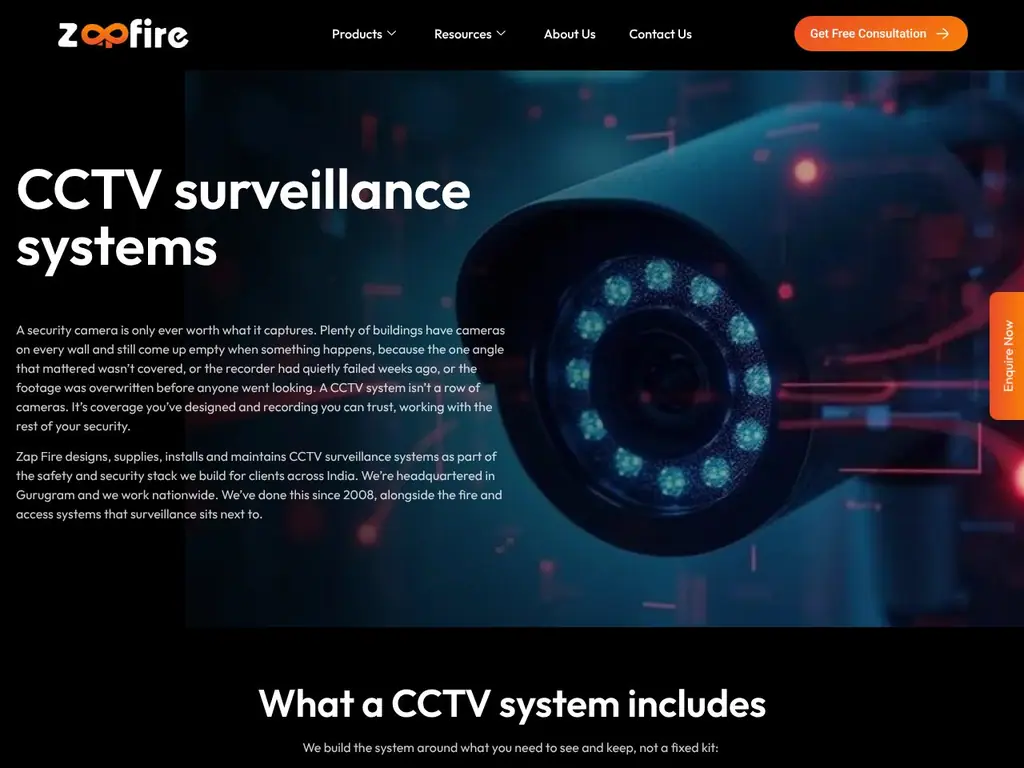 zapfire
Products
Resources
About Us
Contact Us
Get Free Consultation
CCTV surveillance
systems
A security camera is only ever worth what it captures. Plenty of buildings have cameras
on every wall and still come up empty when something happens, because the one angle
that mattered wasn’t covered, or the recorder had quietly failed weeks ago, or the
footage was overwritten before anyone went looking. A CCTV system isn’t a row of
cameras. It’s coverage you’ve designed and recording you can trust, working with the
rest of your security.
Zap Fire designs, supplies, installs and maintains CCTV surveillance systems as part of
the safety and security stack we build for clients across India. We’re headquartered in
Gurugram and we work nationwide. We’ve done this since 2008, alongside the fire and
access systems that surveillance sits next to.
Enquire Now
What a CCTV system includes
We build the system around what you need to see and keep, not a fixed kit: